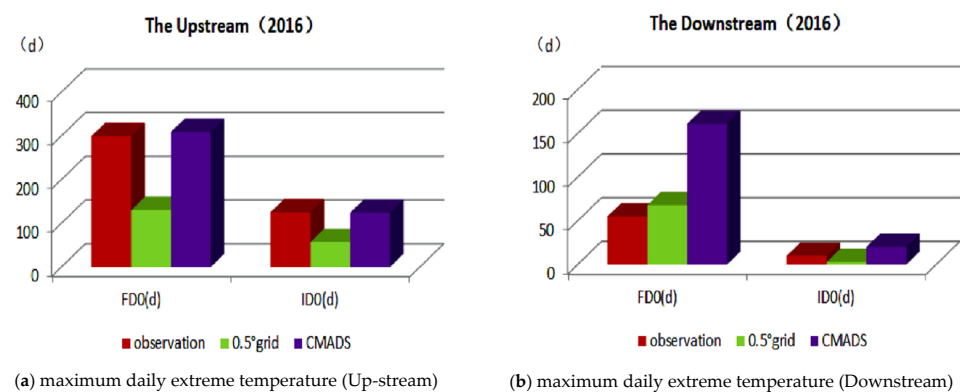 The Upstream（2016）
（d）
400
300
200
100
0
FD0(d) ID0(d)
observation 0.5°grid CMADS
(a) maximum daily extreme temperature (Up-stream)
The Downstream（2016）
（d）
200
150
100
50
0
FD0(d) ID0(d)
observation 0.5°grid CMADS
(b) maximum daily extreme temperature (Downstream)